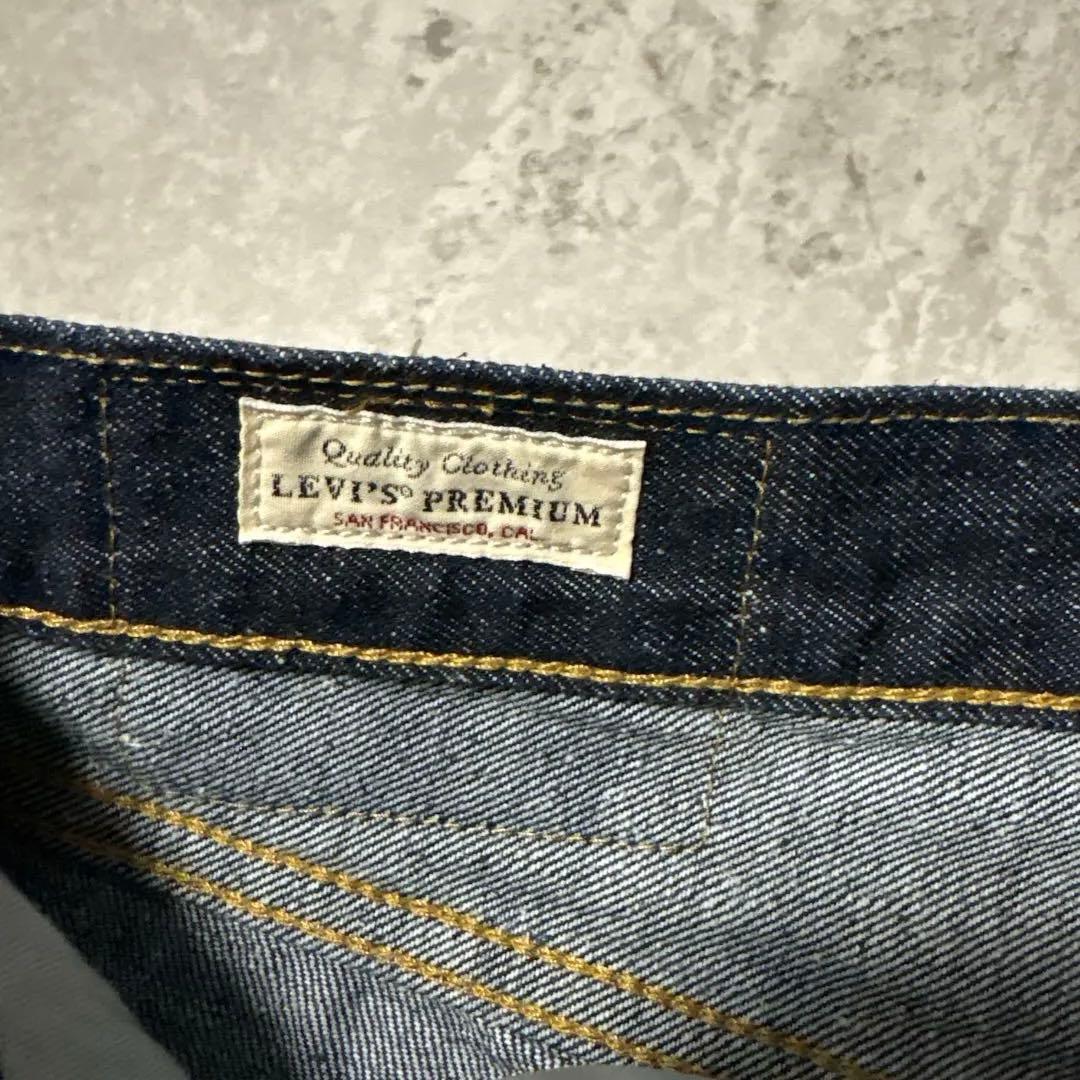 Quality Clothing
LEVI'S® PREMIUM
SAN FRANCISCO, CAL